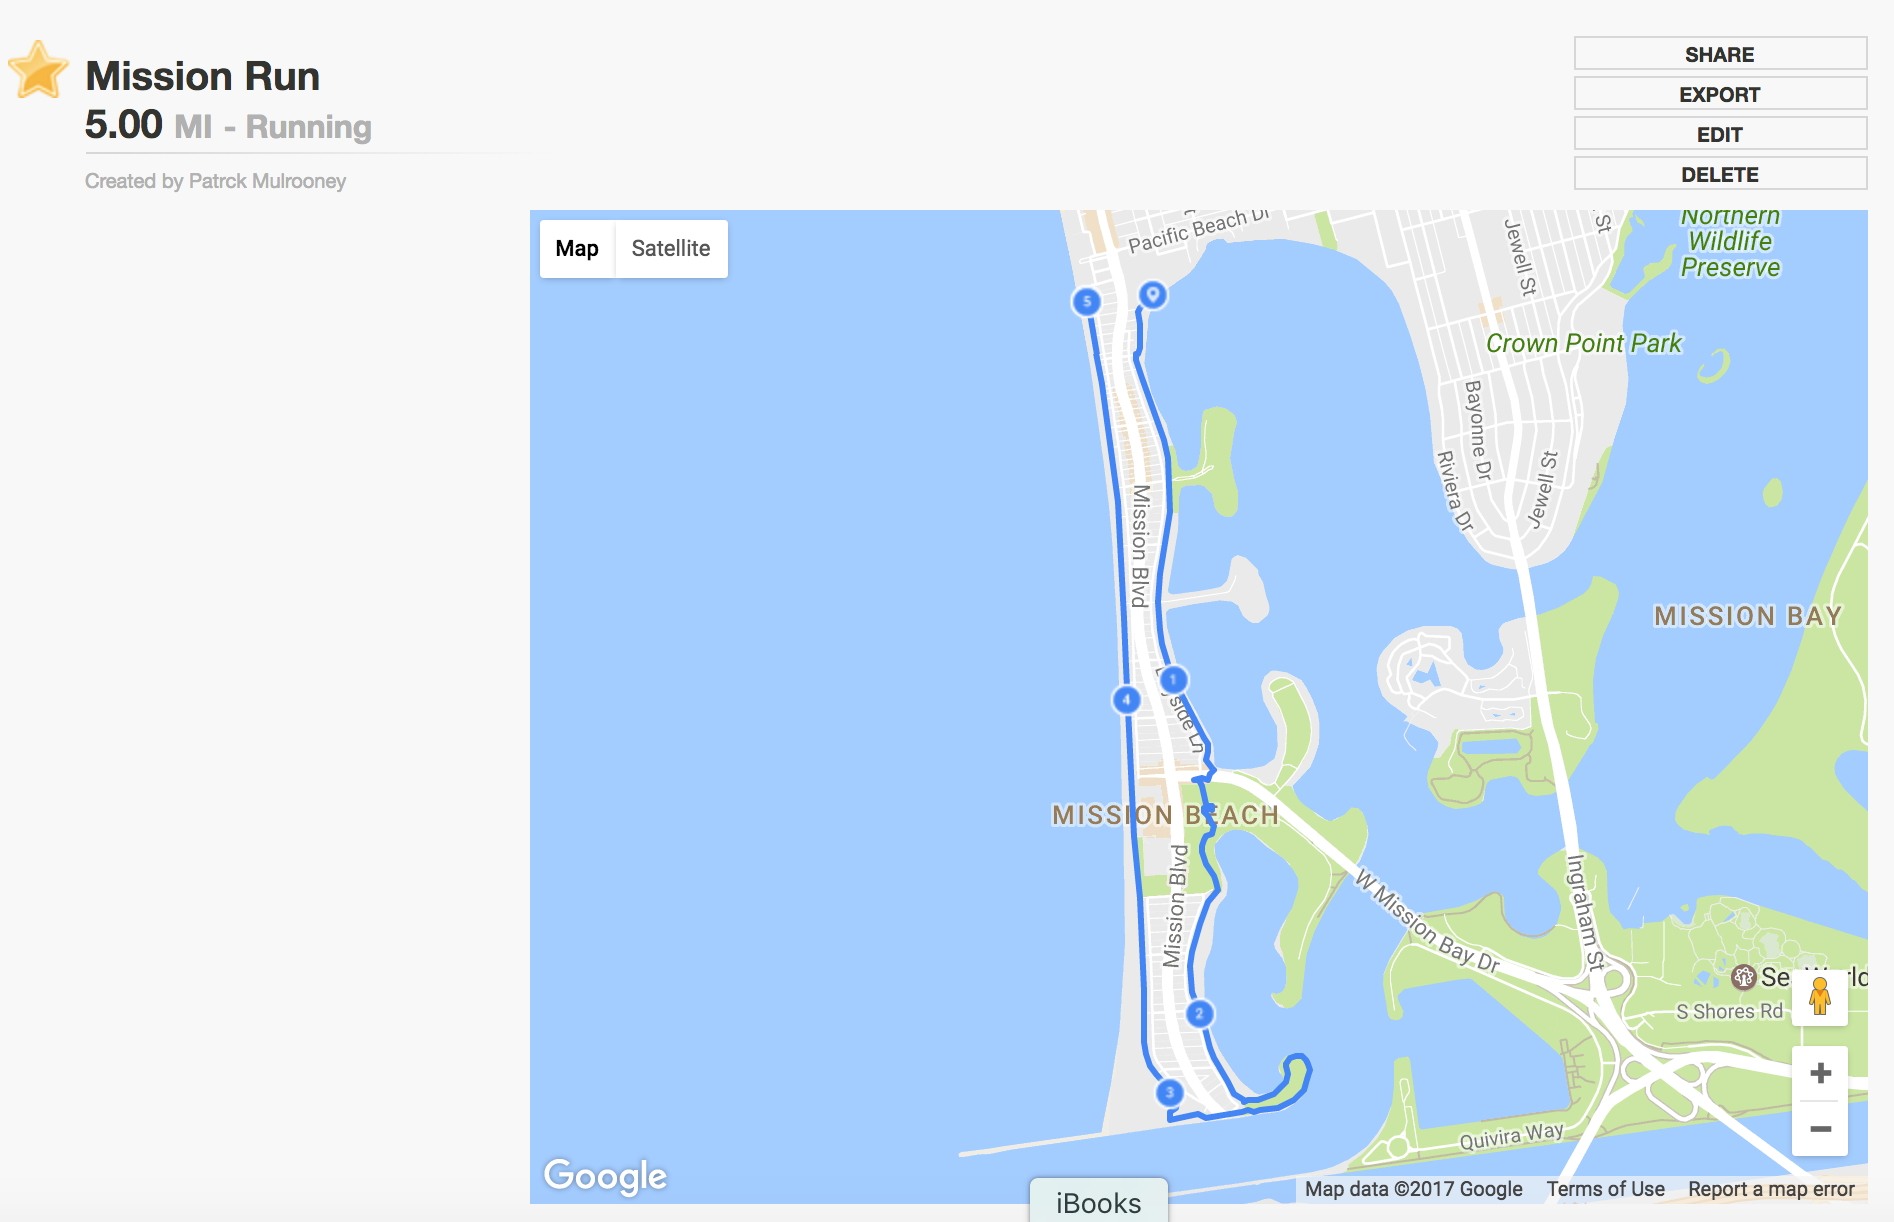 Mission Run
5.00 MI - Running
Created by Patrck Mulrooney
SHARE
EXPORT
EDIT
DELETE
Map
Satellite
Pacific Beach Dr
Jewell St
St
Northern
Wildlife
Preserve
5
Crown Point Park
Bayonne Dr
Riviera Dr
Jewell St
Mission Blvd
MISSION BAY
1
4
side Ln
MISSION BEACH
Mission Blvd
W Mission Bay Dr
Ingraham St
Se World
S Shores Rd
2
3
+
−
Quivira Way
Google
iBooks
Map data ©2017 Google
Terms of Use
Report a map error